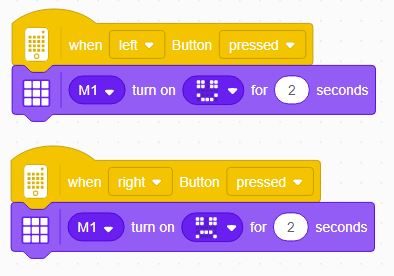 when left Button pressed
M1 turn on for 2 seconds
when right Button pressed
M1 turn on for 2 seconds